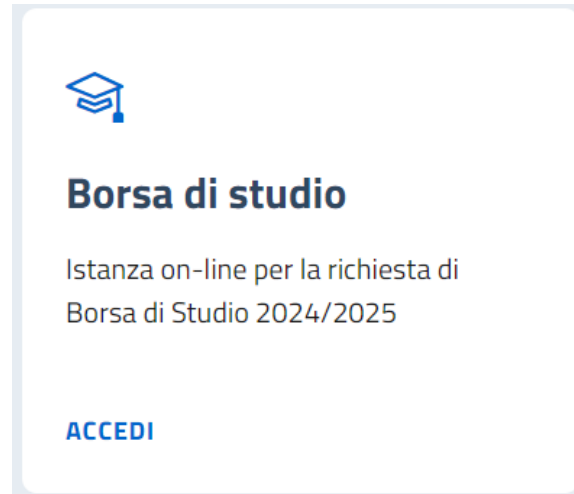 Borsa di studio
Istanza on-line per la richiesta di
Borsa di Studio 2024/2025
ACCEDI